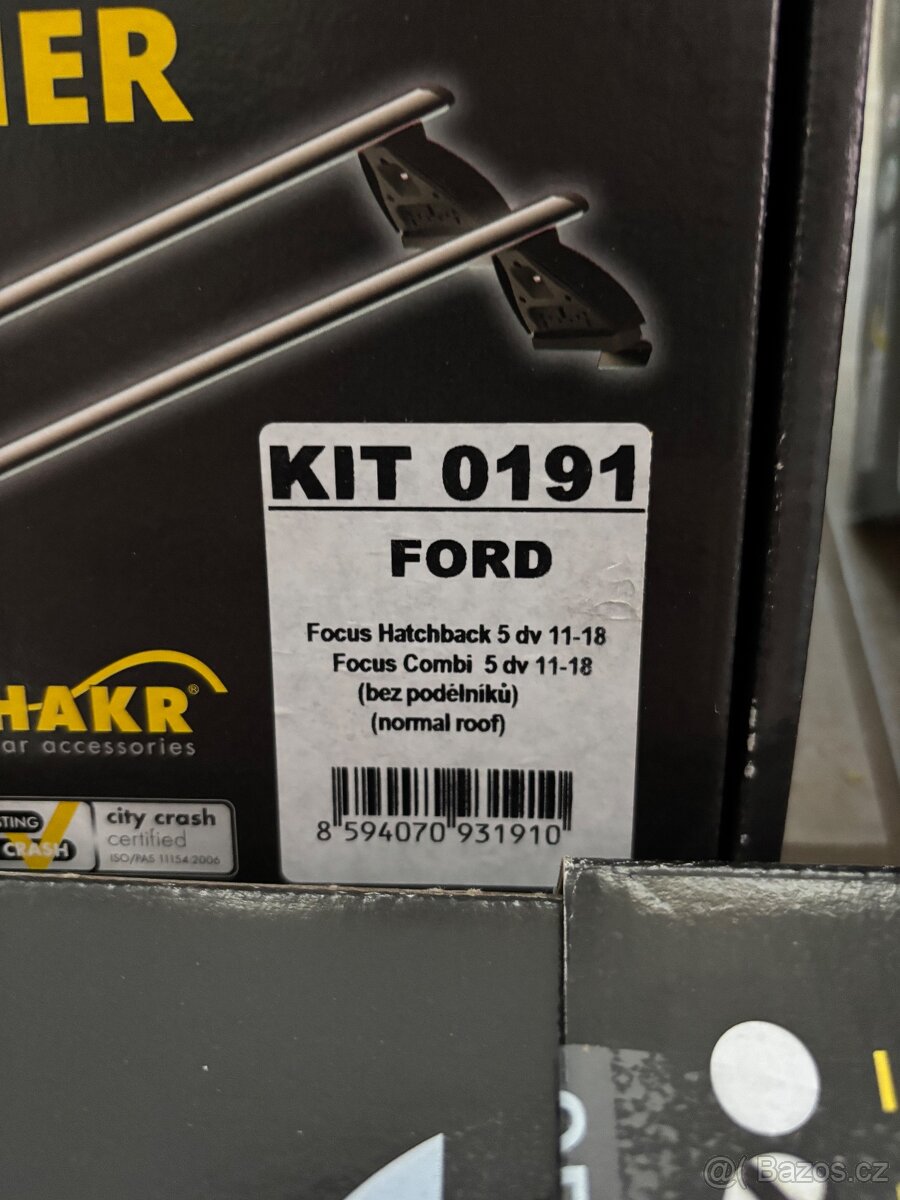 IER
KIT 0191
FORD
Focus Hatchback 5 dv 11-18
Focus Combi 5 dv 11-18
(bez podélníků)
(normal roof)
8 594070 931910
HAKR®
ar accessories
STING
CRASH
city crash
certified
ISO/PAS 11154:2006
@( Bazos.cz